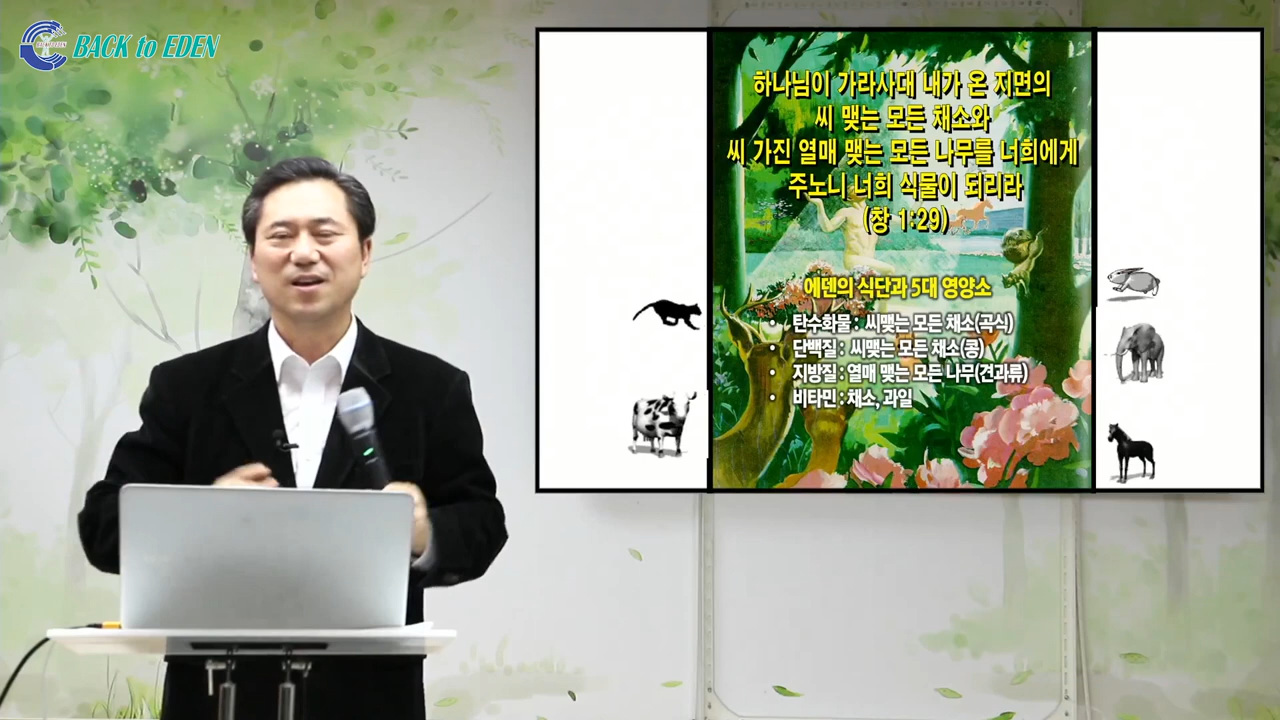 BACK to EDEN
하나님이 가라사대 내가 온 지면의
씨 맺는 모든 채소와
씨 가진 열매 맺는 모든 나무를 너희에게
주노니 너희 식물이 되리라
(창 1:29)
에덴의 식단과 5대 영양소
• 탄수화물 : 씨맺는 모든 채소(곡식)
• 단백질 : 씨맺는 모든 채소(콩)
• 지방질 : 열매 맺는 모든 나무(견과류)
• 비타민 : 채소, 과일